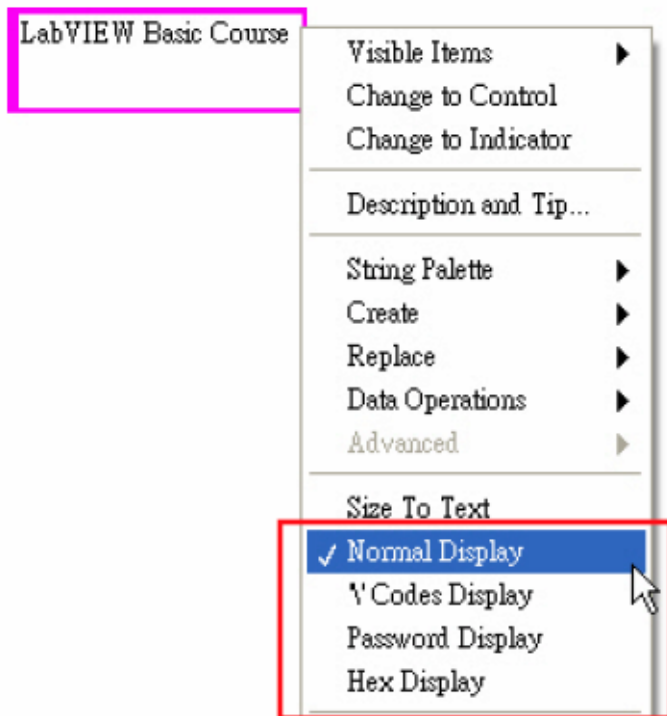 LabVIEW Basic Course
Visible Items
Change to Control
Change to Indicator
Description and Tip...
String Palette
Create
Replace
Data Operations
Advanced
Size To Text
✓ Normal Display
'\' Codes Display
Password Display
Hex Display